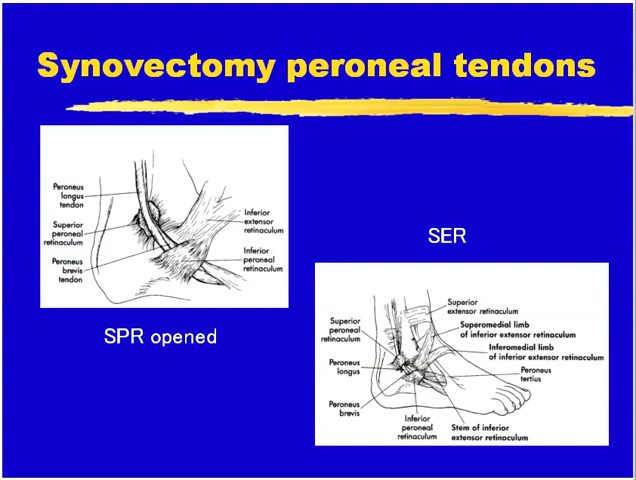 Synovectomy peroneal tendons
Peroneus
longus
tendon
Superior
peroneal
retinaculum
Peroneus
brevis
tendon
Inferior
extensor
retinaculum
Inferior
peroneal
retinaculum
SPR opened
SER
Superior
extensor retinaculum
Superomedial limb
of inferior extensor retinaculum
Inferomedial limb
of inferior extensor retinaculum
Peroneus
tertius
Superior
peroneal
retinaculum
Peroneus
longus
Peroneus
brevis
Inferior
peroneal
retinaculum
Stem of inferior
extensor retinaculum